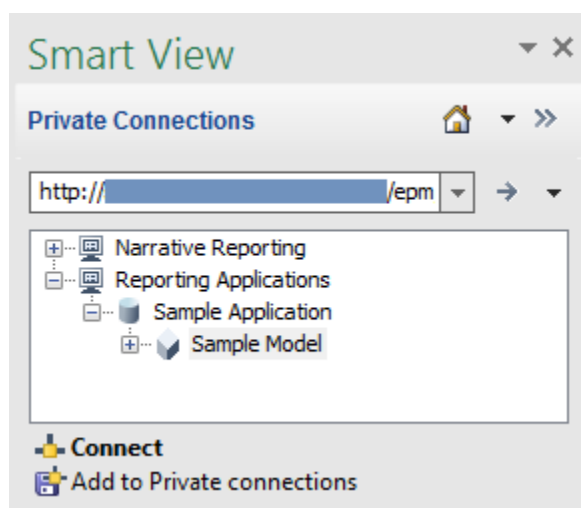 Smart View
Private Connections
http:// /epm
Narrative Reporting
Reporting Applications
Sample Application
Sample Model
Connect
Add to Private connections